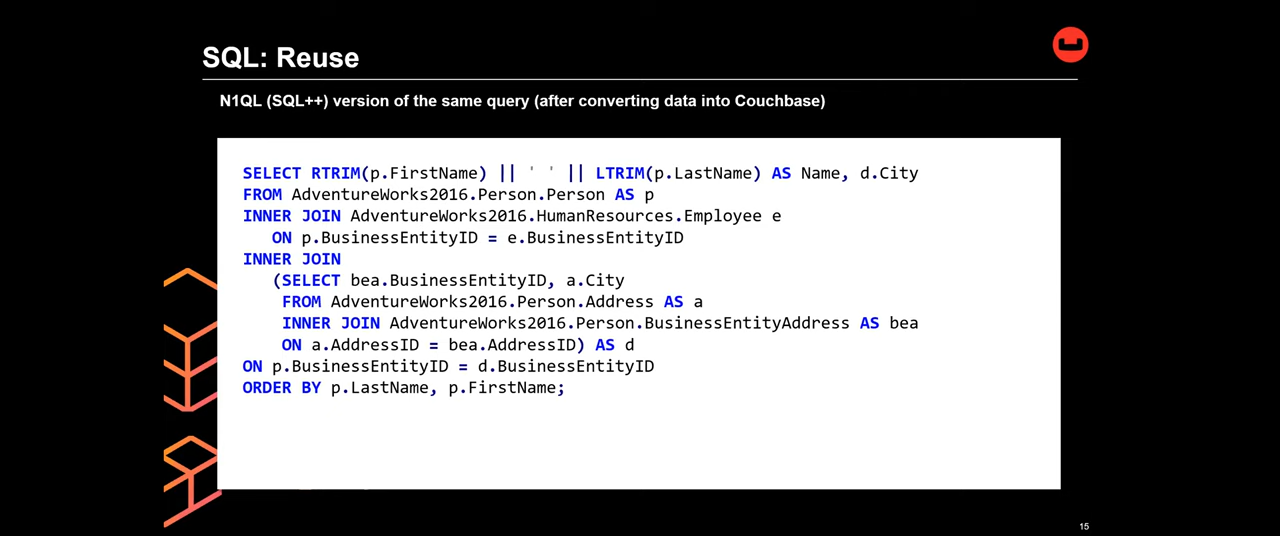 SQL: Reuse
N1QL (SQL++) version of the same query (after converting data into Couchbase)
SELECT RTRIM(p.FirstName) || ' ' || LTRIM(p.LastName) AS Name, d.City
FROM AdventureWorks2016.Person.Person AS p
INNER JOIN AdventureWorks2016.HumanResources.Employee e
ON p.BusinessEntityID = e.BusinessEntityID
INNER JOIN
(SELECT bea.BusinessEntityID, a.City
FROM AdventureWorks2016.Person.Address AS a
INNER JOIN AdventureWorks2016.Person.BusinessEntityAddress AS bea
ON a.AddressID = bea.AddressID) AS d
ON p.BusinessEntityID = d.BusinessEntityID
ORDER BY p.LastName, p.FirstName;
15